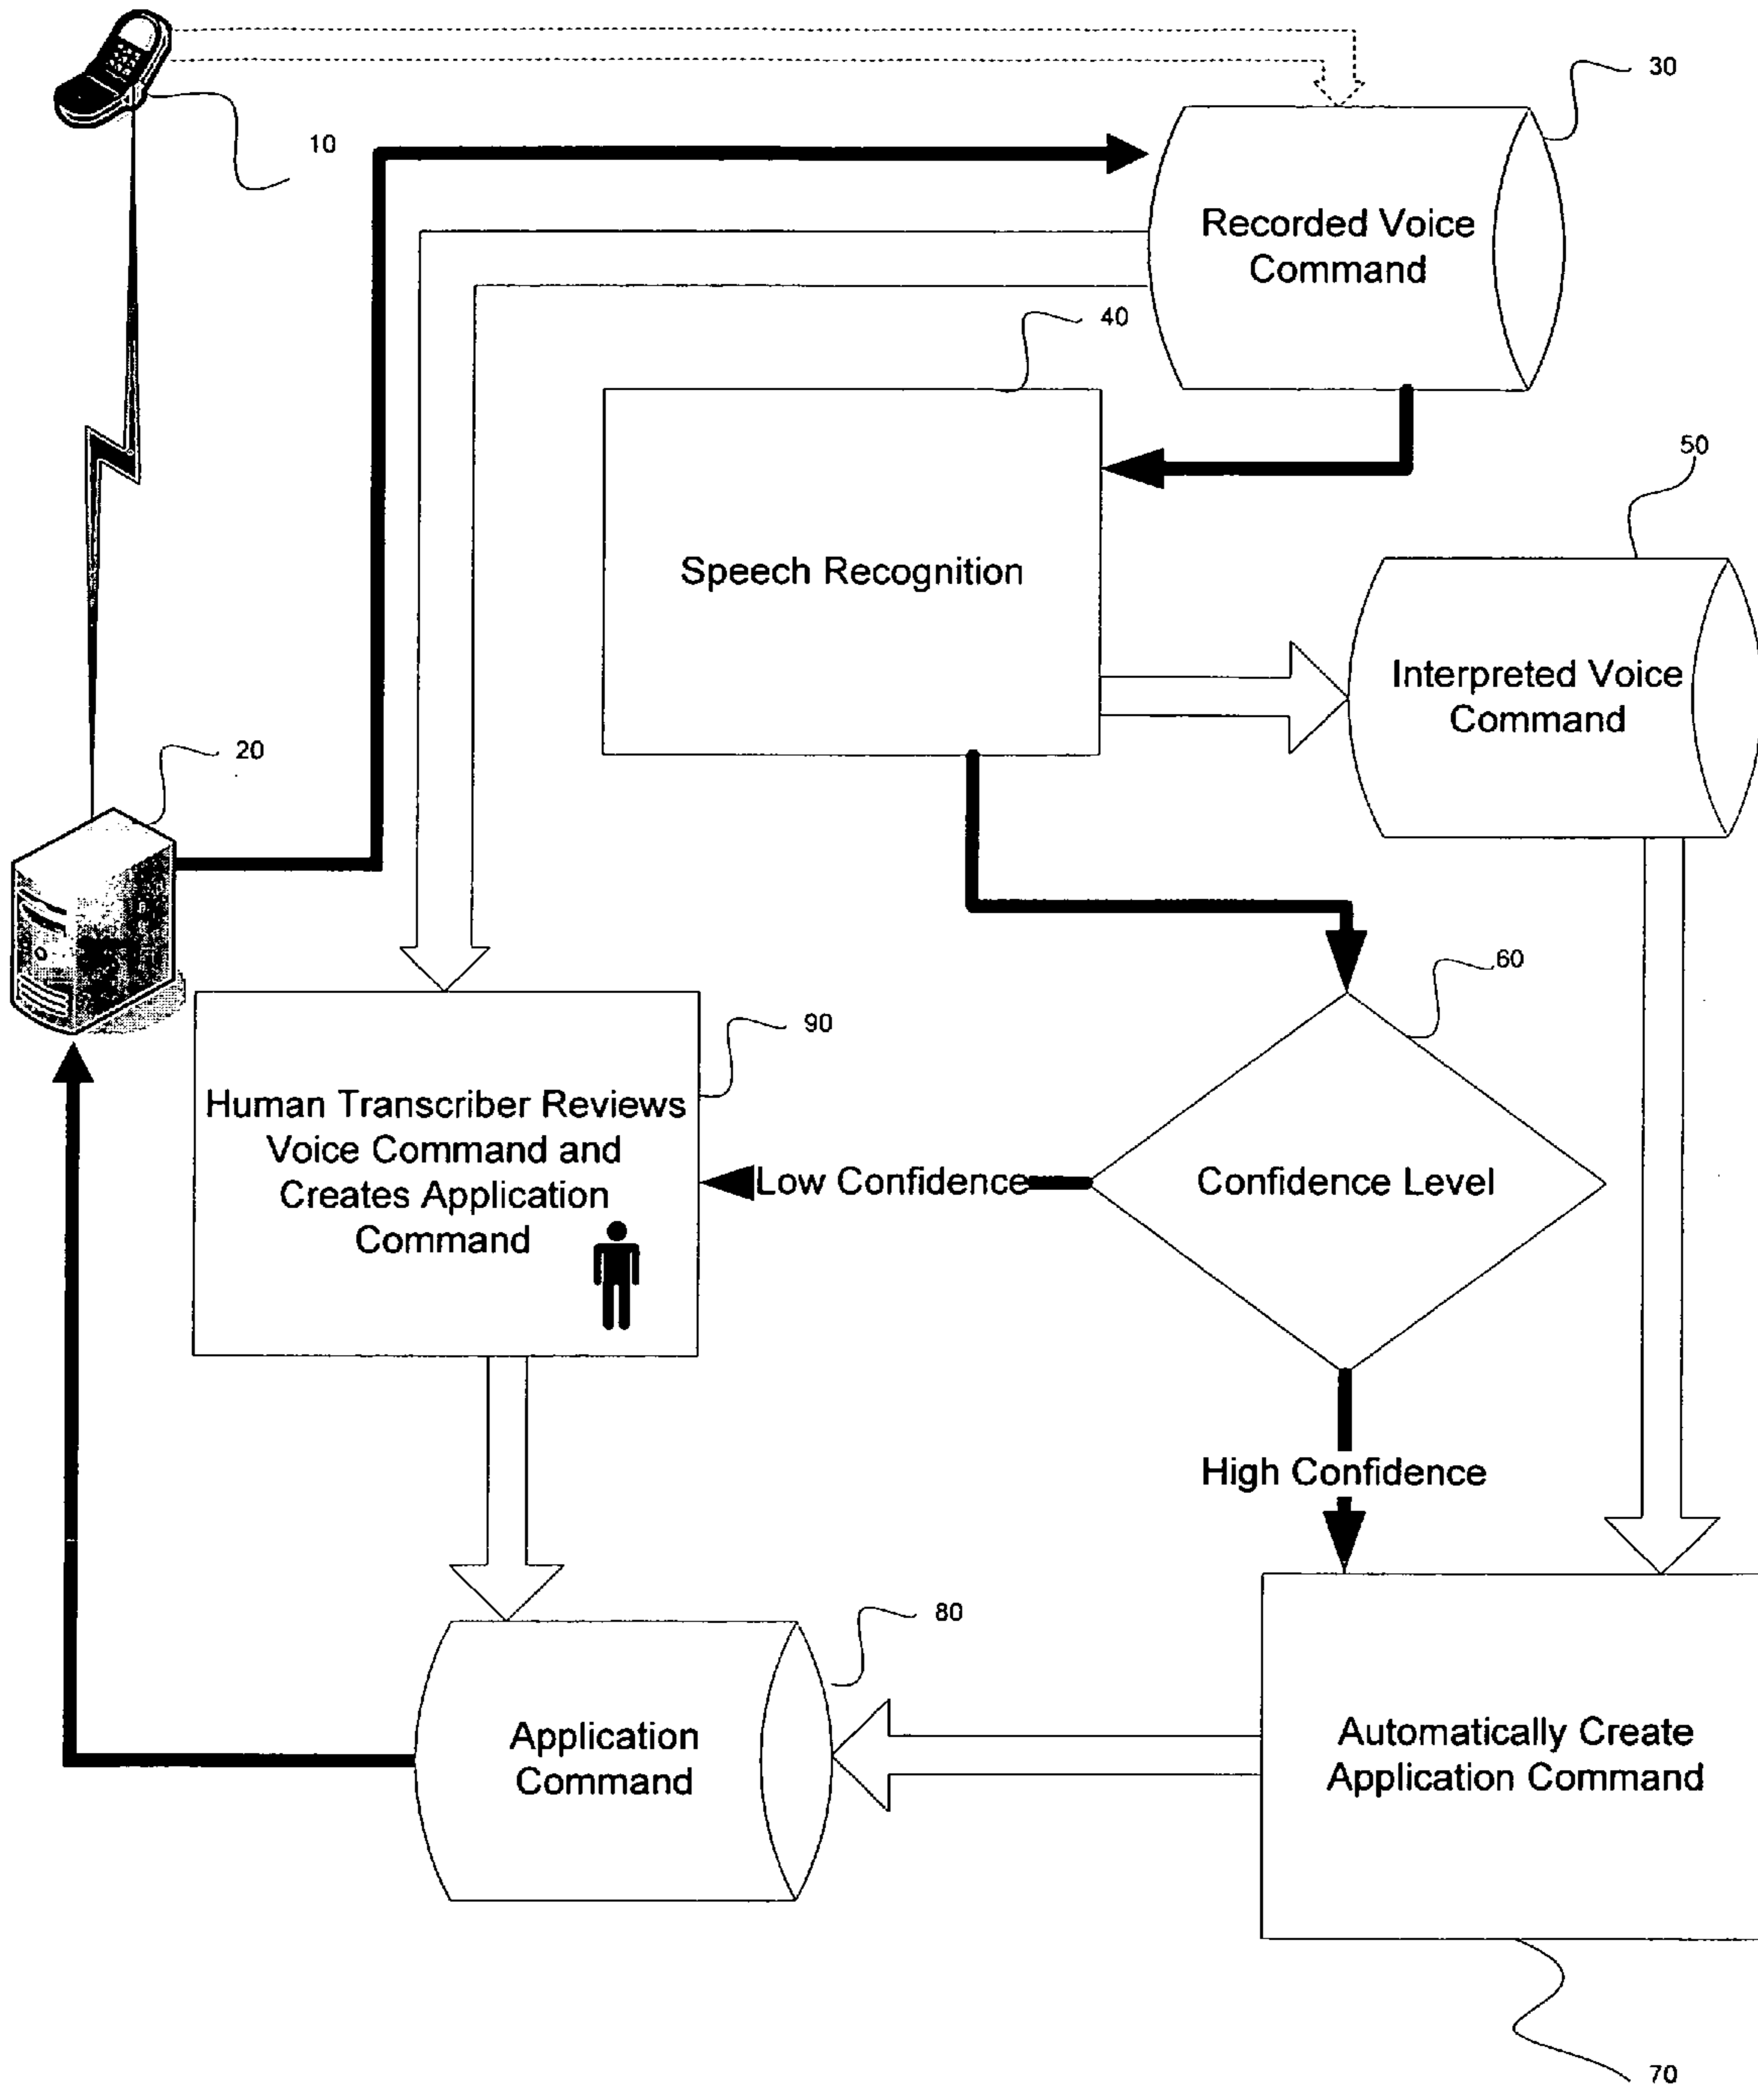 30
10
Recorded Voice
Command
40
50
Speech Recognition
Interpreted Voice
Command
20
60
90
Human Transcriber Reviews
Voice Command and
Creates Application
Command
Low Confidence
Confidence Level
High Confidence
80
Application
Command
Automatically Create
Application Command
70